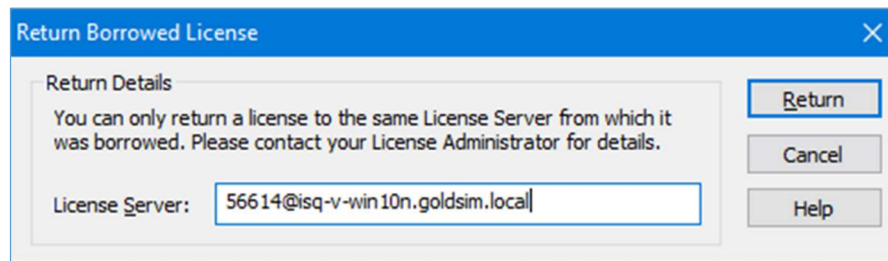 Return Borrowed License
Return Details
You can only return a license to the same License Server from which it
was borrowed. Please contact your License Administrator for details.
License Server: 56614@isq-v-win10n.goldsim.local
Return
Cancel
Help